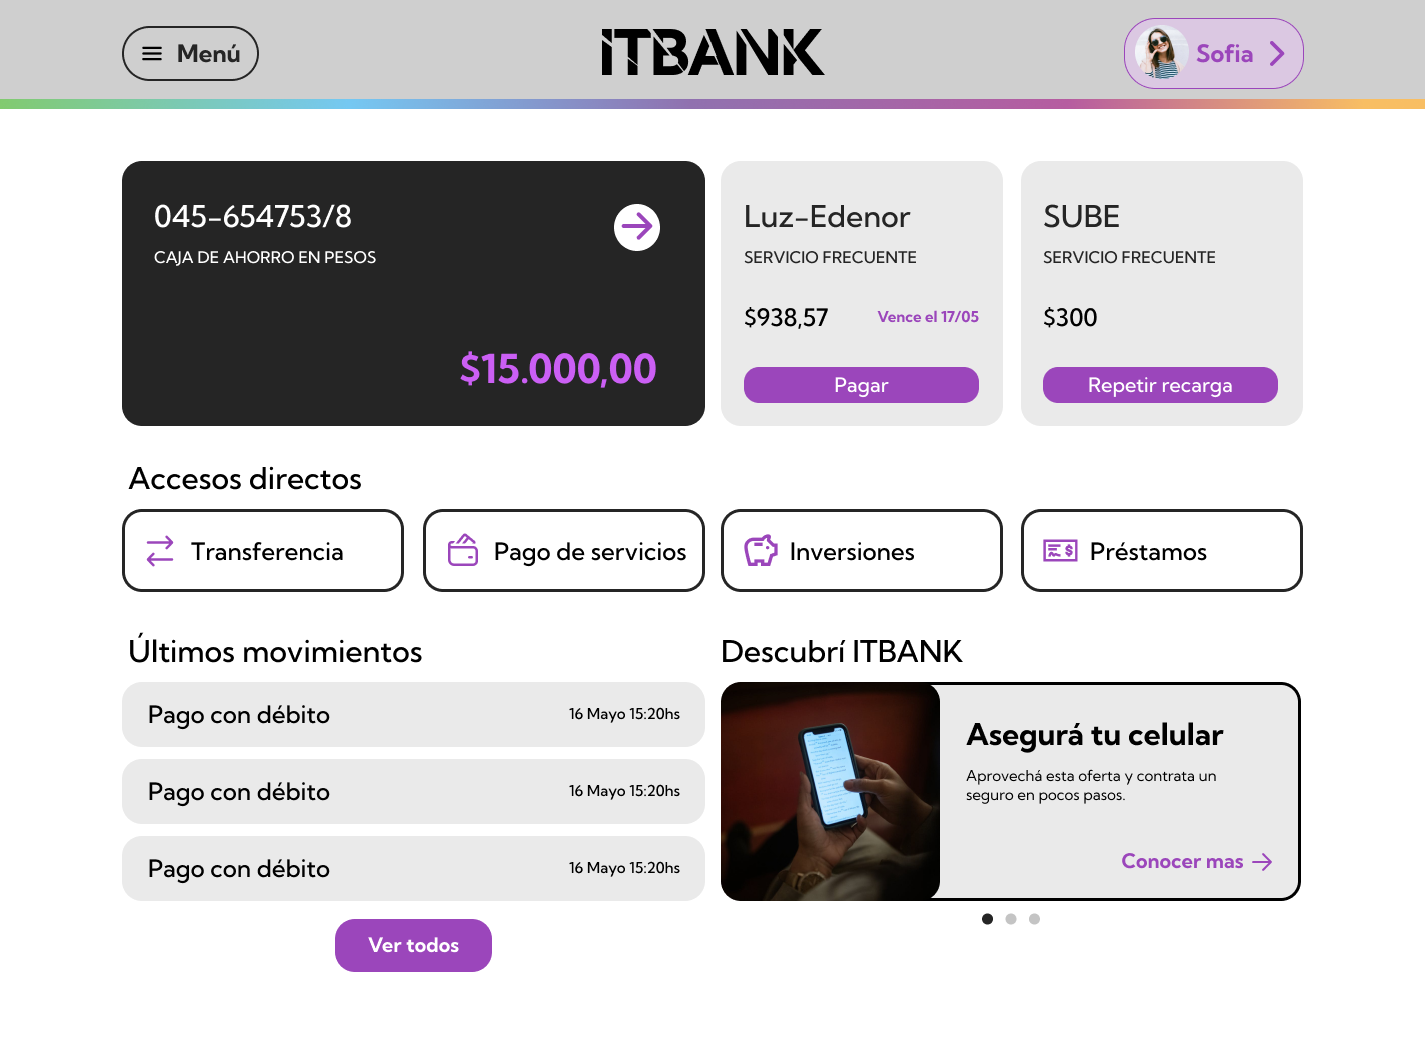 Menú
ITBANK
Sofia
045-654753/8
CAJA DE AHORRO EN PESOS
$15.000,00
Luz-Edenor
SERVICIO FRECUENTE
$938,57
Vence el 17/05
Pagar
SUBE
SERVICIO FRECUENTE
$300
Repetir recarga
Accesos directos
Transferencia
Pago de servicios
Inversiones
Préstamos
Últimos movimientos
Pago con débito
16 Mayo 15:20hs
Pago con débito
16 Mayo 15:20hs
Pago con débito
16 Mayo 15:20hs
Ver todos
Descubrí ITBANK
Asegurá tu celular
Aprovechá esta oferta y contrata un
seguro en pocos pasos.
Conocer mas